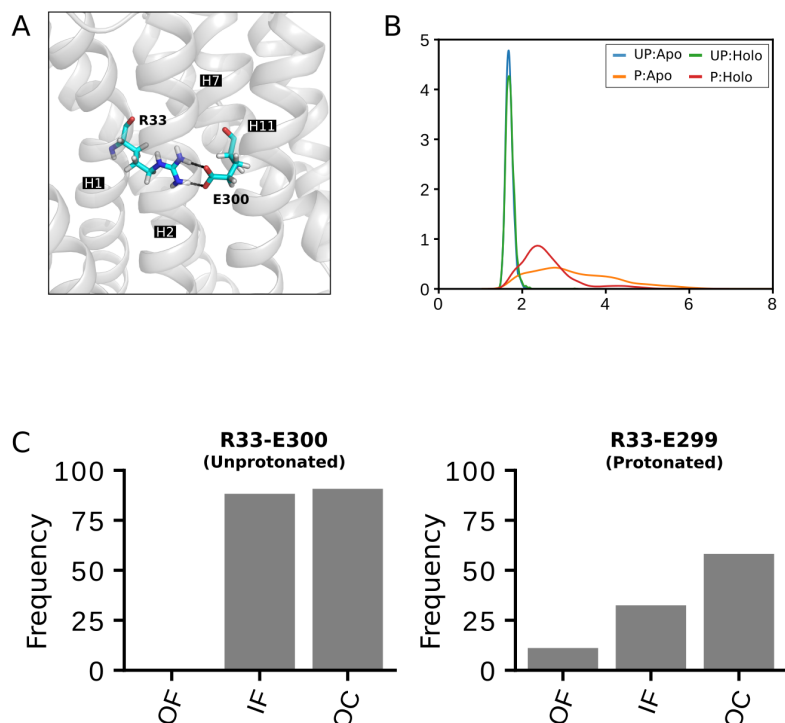 A
R33
H7
H11
H1
E300
H2
B
5
4
3
2
1
0
0 2 4 6 8
UP:Apo UP:Holo
P:Apo P:Holo
C
R33-E300
(Unprotonated)
Frequency
100
75
50
25
0
OF IF OC
R33-E299
(Protonated)
Frequency
100
75
50
25
0
OF IF OC